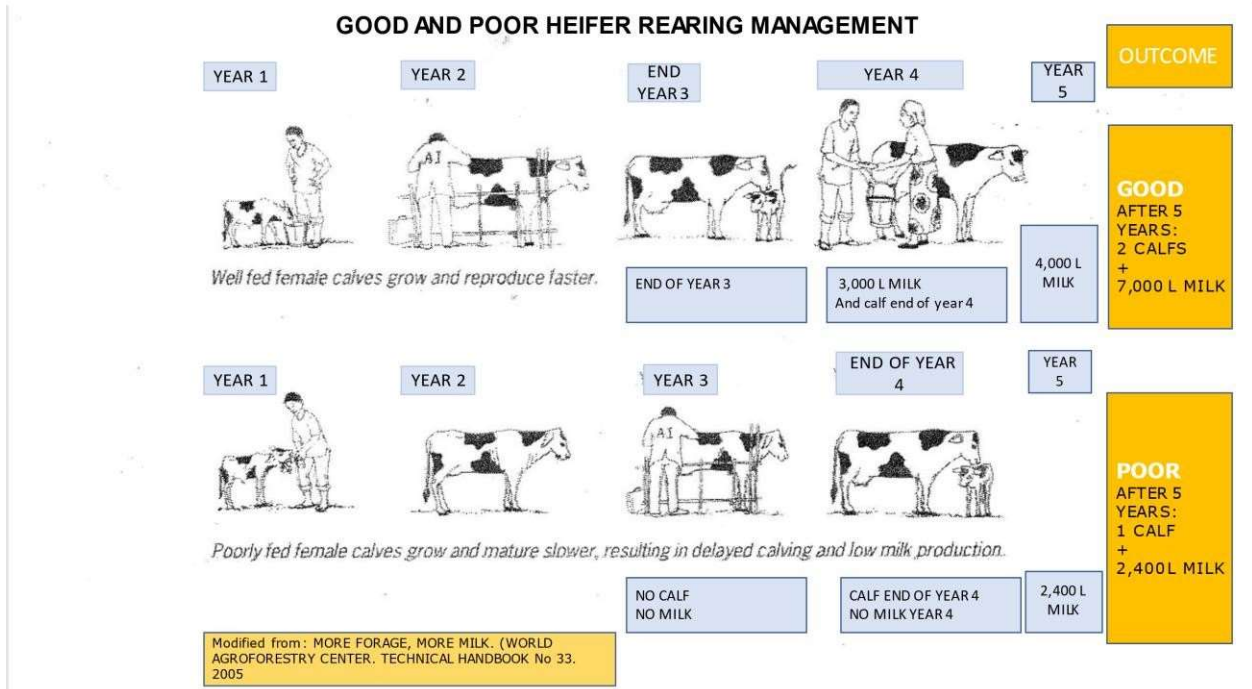 GOOD AND POOR HEIFER REARING MANAGEMENT
OUTCOME
YEAR 1
YEAR 2
END
YEAR 3
YEAR 4
YEAR
5
AI
Well fed female calves grow and reproduce faster.
END OF YEAR 3
3,000 L MILK
And calf end of year 4
4,000 L
MILK
GOOD
AFTER 5
YEARS:
2 CALFS
+
7,000 L MILK
YEAR 1
YEAR 2
YEAR 3
END OF YEAR
4
YEAR
5
AI
Poorly fed female calves grow and mature slower, resulting in delayed calving and low milk production.
NO CALF
NO MILK
CALF END OF YEAR 4
NO MILK YEAR 4
2,400 L
MILK
POOR
AFTER 5
YEARS:
1 CALF
+
2,400L MILK
Modified from: MORE FORAGE, MORE MILK. (WORLD
AGROFORESTRY CENTER. TECHNICAL HANDBOOK No 33.
2005